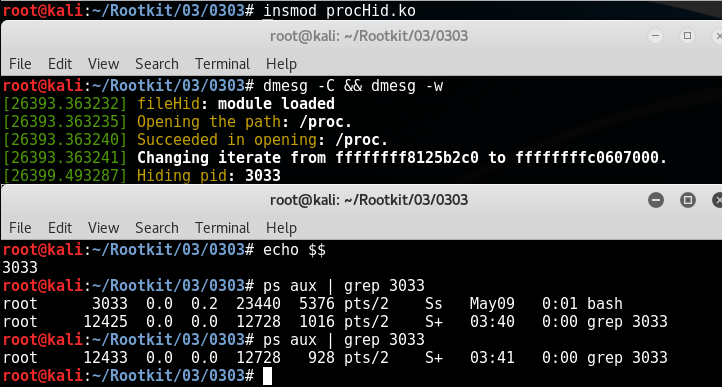 root@kali:~/Rootkit/03/0303# insmod procHid.ko
root@kali: ~/Rootkit/03/0303
File Edit View Search Terminal Help
root@kali:~/Rootkit/03/0303# dmesg -C && dmesg -w
[26393.363232] fileHid: module loaded
[26393.363235] Opening the path: /proc.
[26393.363240] Succeeded in opening: /proc.
[26393.363241] Changing iterate from ffffffff8125b2c0 to ffffffffc0607000.
[26399.493287] Hiding pid: 3033
root@kali: ~/Rootkit/03/0303
File Edit View Search Terminal Help
root@kali:~/Rootkit/03/0303# echo $$
3033
root@kali:~/Rootkit/03/0303# ps aux | grep 3033
root      3033  0.0  0.2  23440  5376 pts/2    Ss   May09   0:01 bash
root     12425  0.0  0.0  12728  1016 pts/2    S+   03:40   0:00 grep 3033
root@kali:~/Rootkit/03/0303# ps aux | grep 3033
root     12433  0.0  0.0  12728   928 pts/2    S+   03:41   0:00 grep 3033
root@kali:~/Rootkit/03/0303#